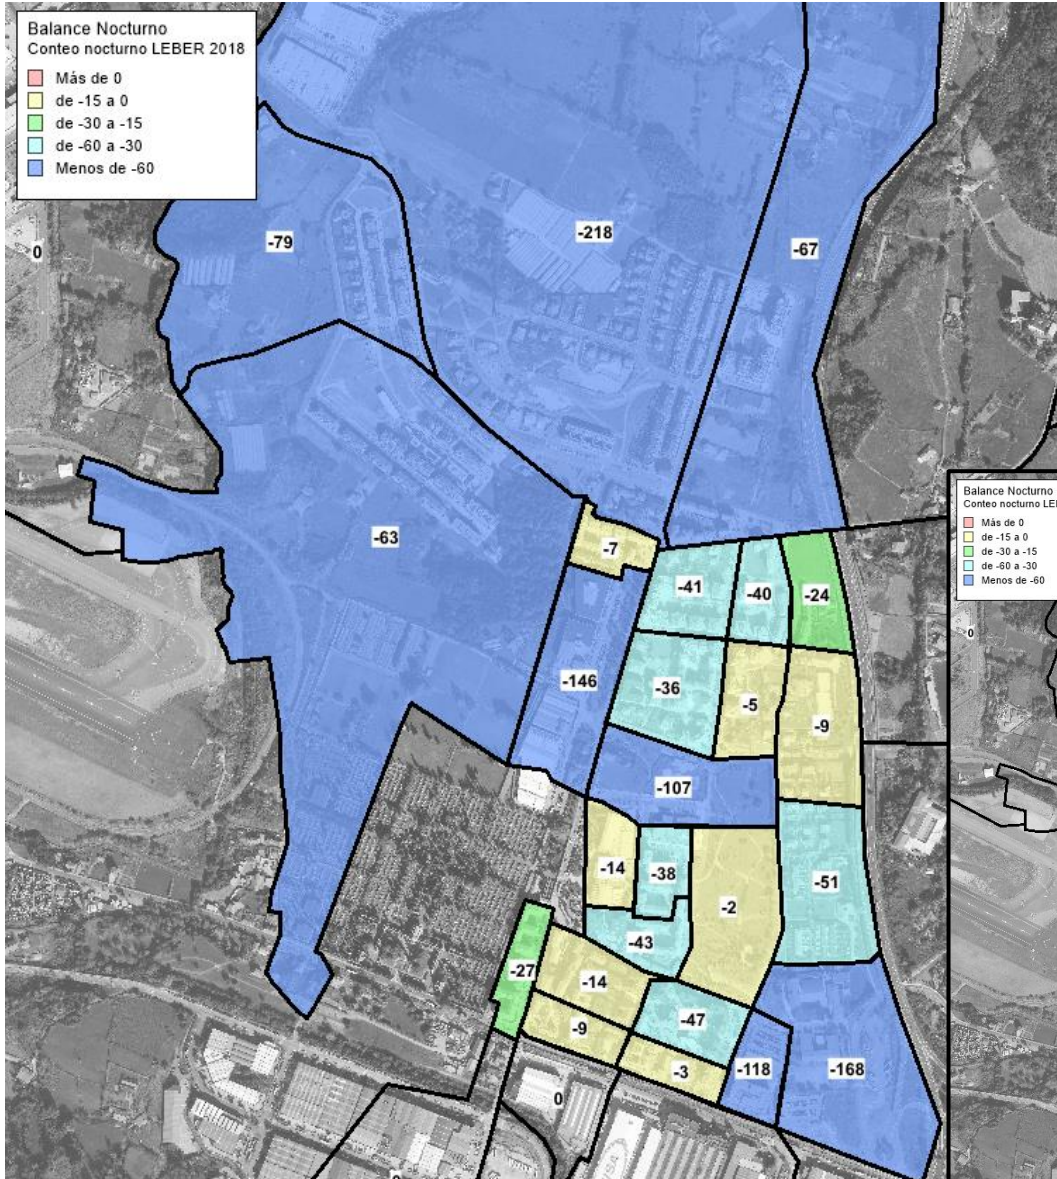 Balance Nocturno
Conteo nocturno LEBER 2018
Más de 0
de -15 a 0
de -30 a -15
de -60 a -30
Menos de -60
-79
-218
-67
0
-63
-7
-41
-40
-24
-146
-36
-5
-9
-107
-14
-38
-2
-51
-43
-27
-14
-9
-47
-3
-118
-168
0
Balance Nocturno
Conteo nocturno LE
Más de 0
de -15 a 0
de -30 a -15
de -60 a -30
Menos de -60
0